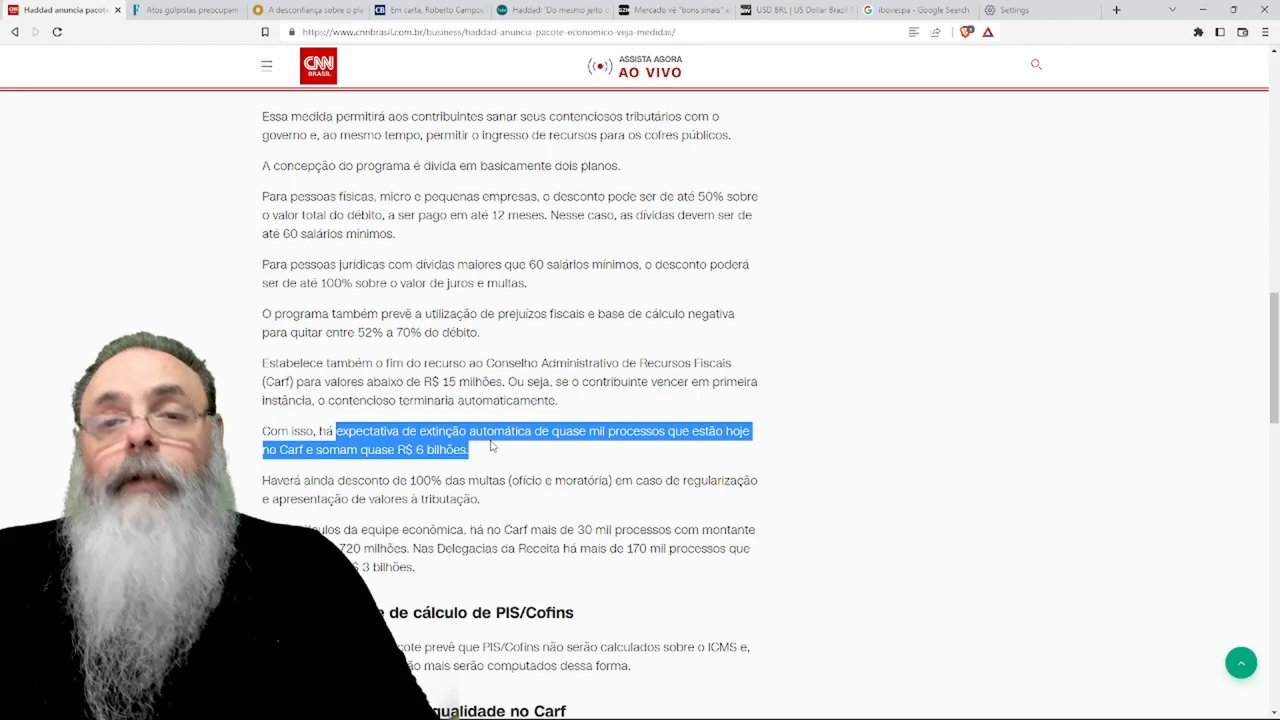 Haddad anuncia pacote
Atos golpistas preocupam
A desconfiança sobre o pla
Em carta, Roberto Campos
Haddad: "Do mesmo jeito
Mercado vê "bons sinais" e
USD BRL | US Dollar Brazil
ibovespa - Google Search
Settings
https://www.cnnbrasil.com.br/business/haddad-anuncia-pacote-economico-veja-medidas/
CNN
BRASIL
ASSISTA AGORA
AO VIVO
Essa medida permitirá aos contribuintes sanar seus contenciosos tributários com o
governo e, ao mesmo tempo, permitir o ingresso de recursos para os cofres públicos.
A concepção do programa é divida em basicamente dois planos.
Para pessoas físicas, micro e pequenas empresas, o desconto pode ser de até 50% sobre
o valor total do débito, a ser pago em até 12 meses. Nesse caso, as dívidas devem ser de
até 60 salários mínimos.
Para pessoas jurídicas com dívidas maiores que 60 salários mínimos, o desconto poderá
ser de até 100% sobre o valor de juros e multas.
O programa também prevê a utilização de prejuízos fiscais e base de cálculo negativa
para quitar entre 52% a 70% do débito.
Estabelece também o fim do recurso ao Conselho Administrativo de Recursos Fiscais
(Carf) para valores abaixo de R$ 15 milhões. Ou seja, se o contribuinte vencer em primeira
instância, o contencioso terminaria automaticamente.
Com isso, há expectativa de extinção automática de quase mil processos que estão hoje
no Carf e somam quase R$ 6 bilhões.
Haverá ainda desconto de 100% das multas (ofício e moratória) em caso de regularização
e apresentação de valores à tributação.
da equipe econômica, há no Carf mais de 30 mil processos com montante
720 milhões. Nas Delegacias da Receita há mais de 170 mil processos que
3 bilhões.
e de cálculo de PIS/Cofins
prevê que PIS/Cofins não serão calculados sobre o ICMS e,
mais serão computados dessa forma.
no Carf